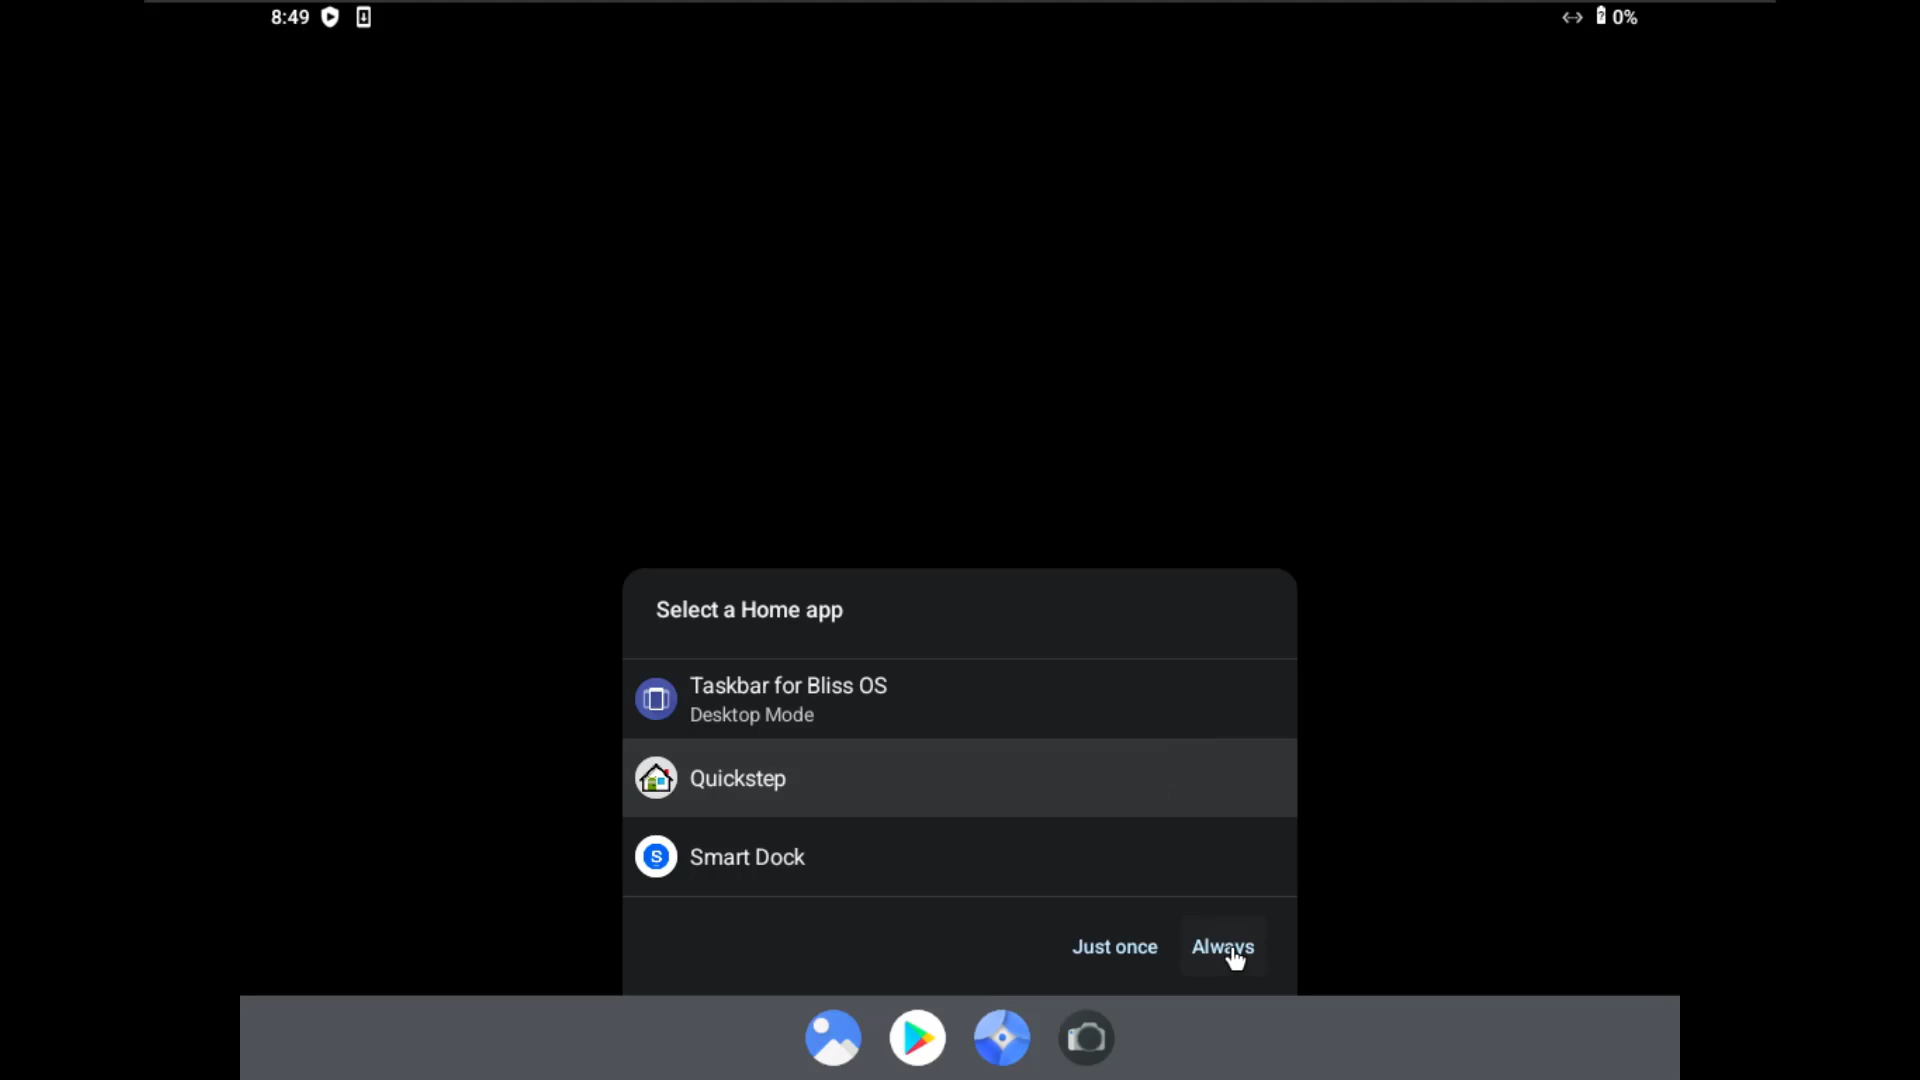 8:49
0%
Select a Home app
Taskbar for Bliss OS
Desktop Mode
Quickstep
S
Smart Dock
Just once
Always